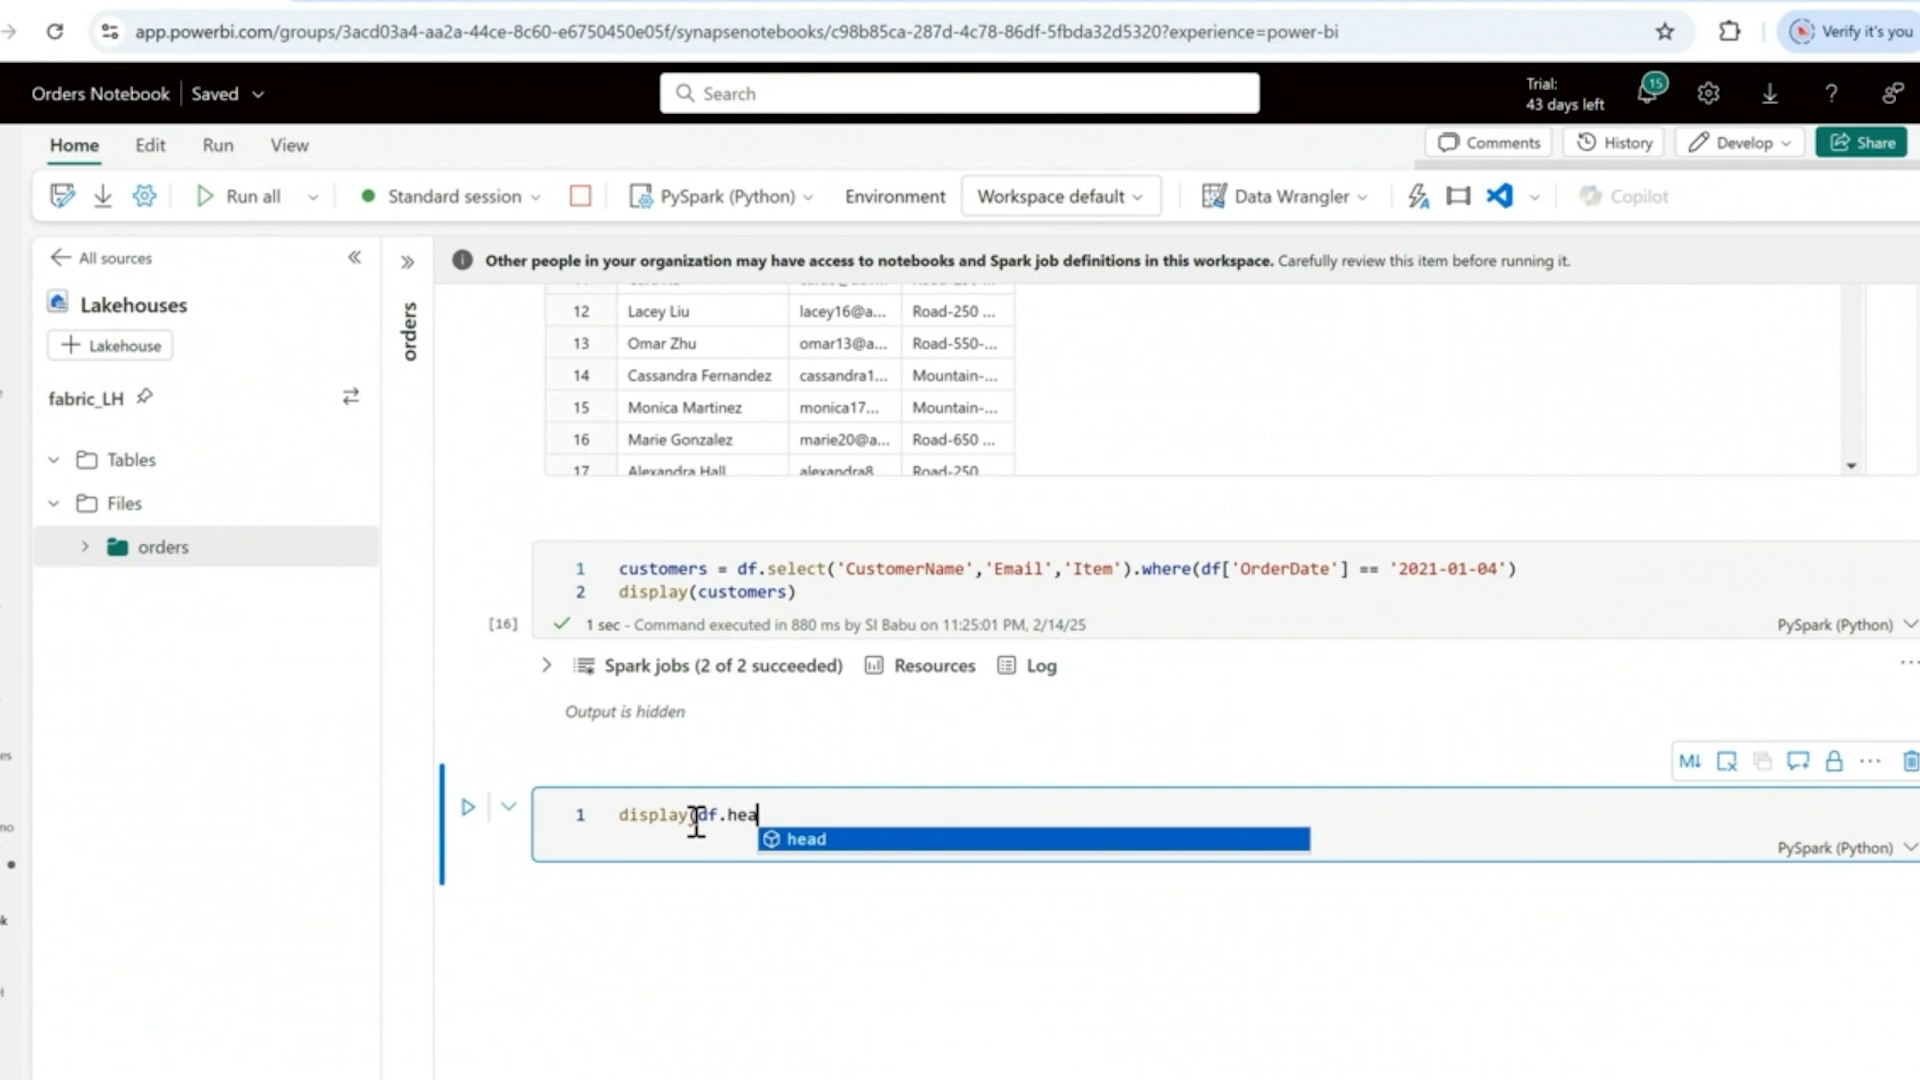 app.powerbi.com/groups/3acd03a4-aa2a-44ce-8c60-e6750450e05f/synapsenotebooks/c98b85ca-287d-4c78-86df-5fbda32d5320?experience=power-bi
Verify it's you
Orders Notebook
Saved
Search
Trial:
43 days left
15
?
Home
Edit
Run
View
Comments
History
Develop
Share
Run all
Standard session
PySpark (Python)
Environment
Workspace default
Data Wrangler
Copilot
All sources
Lakehouses
Lakehouse
fabric_LH
Tables
Files
orders
orders
Other people in your organization may have access to notebooks and Spark job definitions in this workspace. Carefully review this item before running it.
12 Lacey Liu lacey16@a... Road-250 ...
13 Omar Zhu omar13@a... Road-550-...
14 Cassandra Fernandez cassandra1... Mountain-...
15 Monica Martinez monica17... Mountain-...
16 Marie Gonzalez marie20@a... Road-650 ...
17 Alexandra Hall alexandra8 Road-250
1 customers = df.select('CustomerName','Email','Item').where(df['OrderDate'] == '2021-01-04')
2 display(customers)
[16]
1 sec - Command executed in 880 ms by SI Babu on 11:25:01 PM, 2/14/25
PySpark (Python)
Spark jobs (2 of 2 succeeded)
Resources
Log
Output is hidden
M↓
1 display(df.hea
head
PySpark (Python)